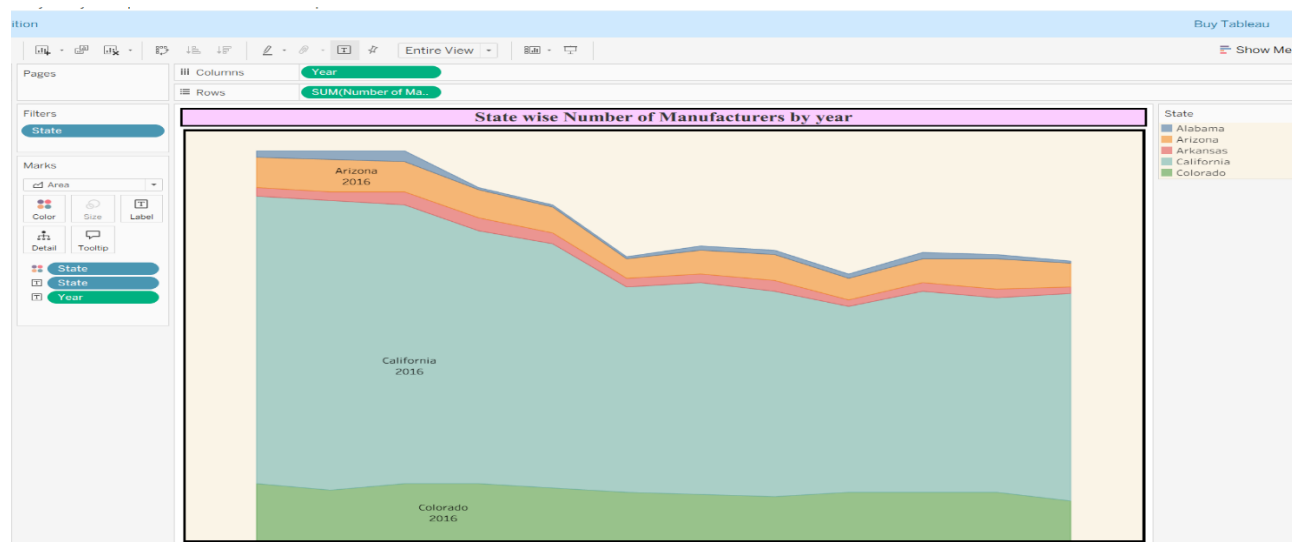 ition
Buy Tableau
Entire View
Show Me
Pages
Columns
Year
Rows
SUM(Number of Ma..
Filters
State
State wise Number of Manufacturers by year
State
Alabama
Arizona
Arkansas
California
Colorado
Marks
Area
Color
Size
Label
Detail
Tooltip
State
State
Year
Arizona
2016
California
2016
Colorado
2016